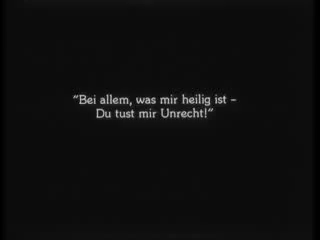 “Bei allem, was mir heilig ist –
Du tust mir Unrecht!”